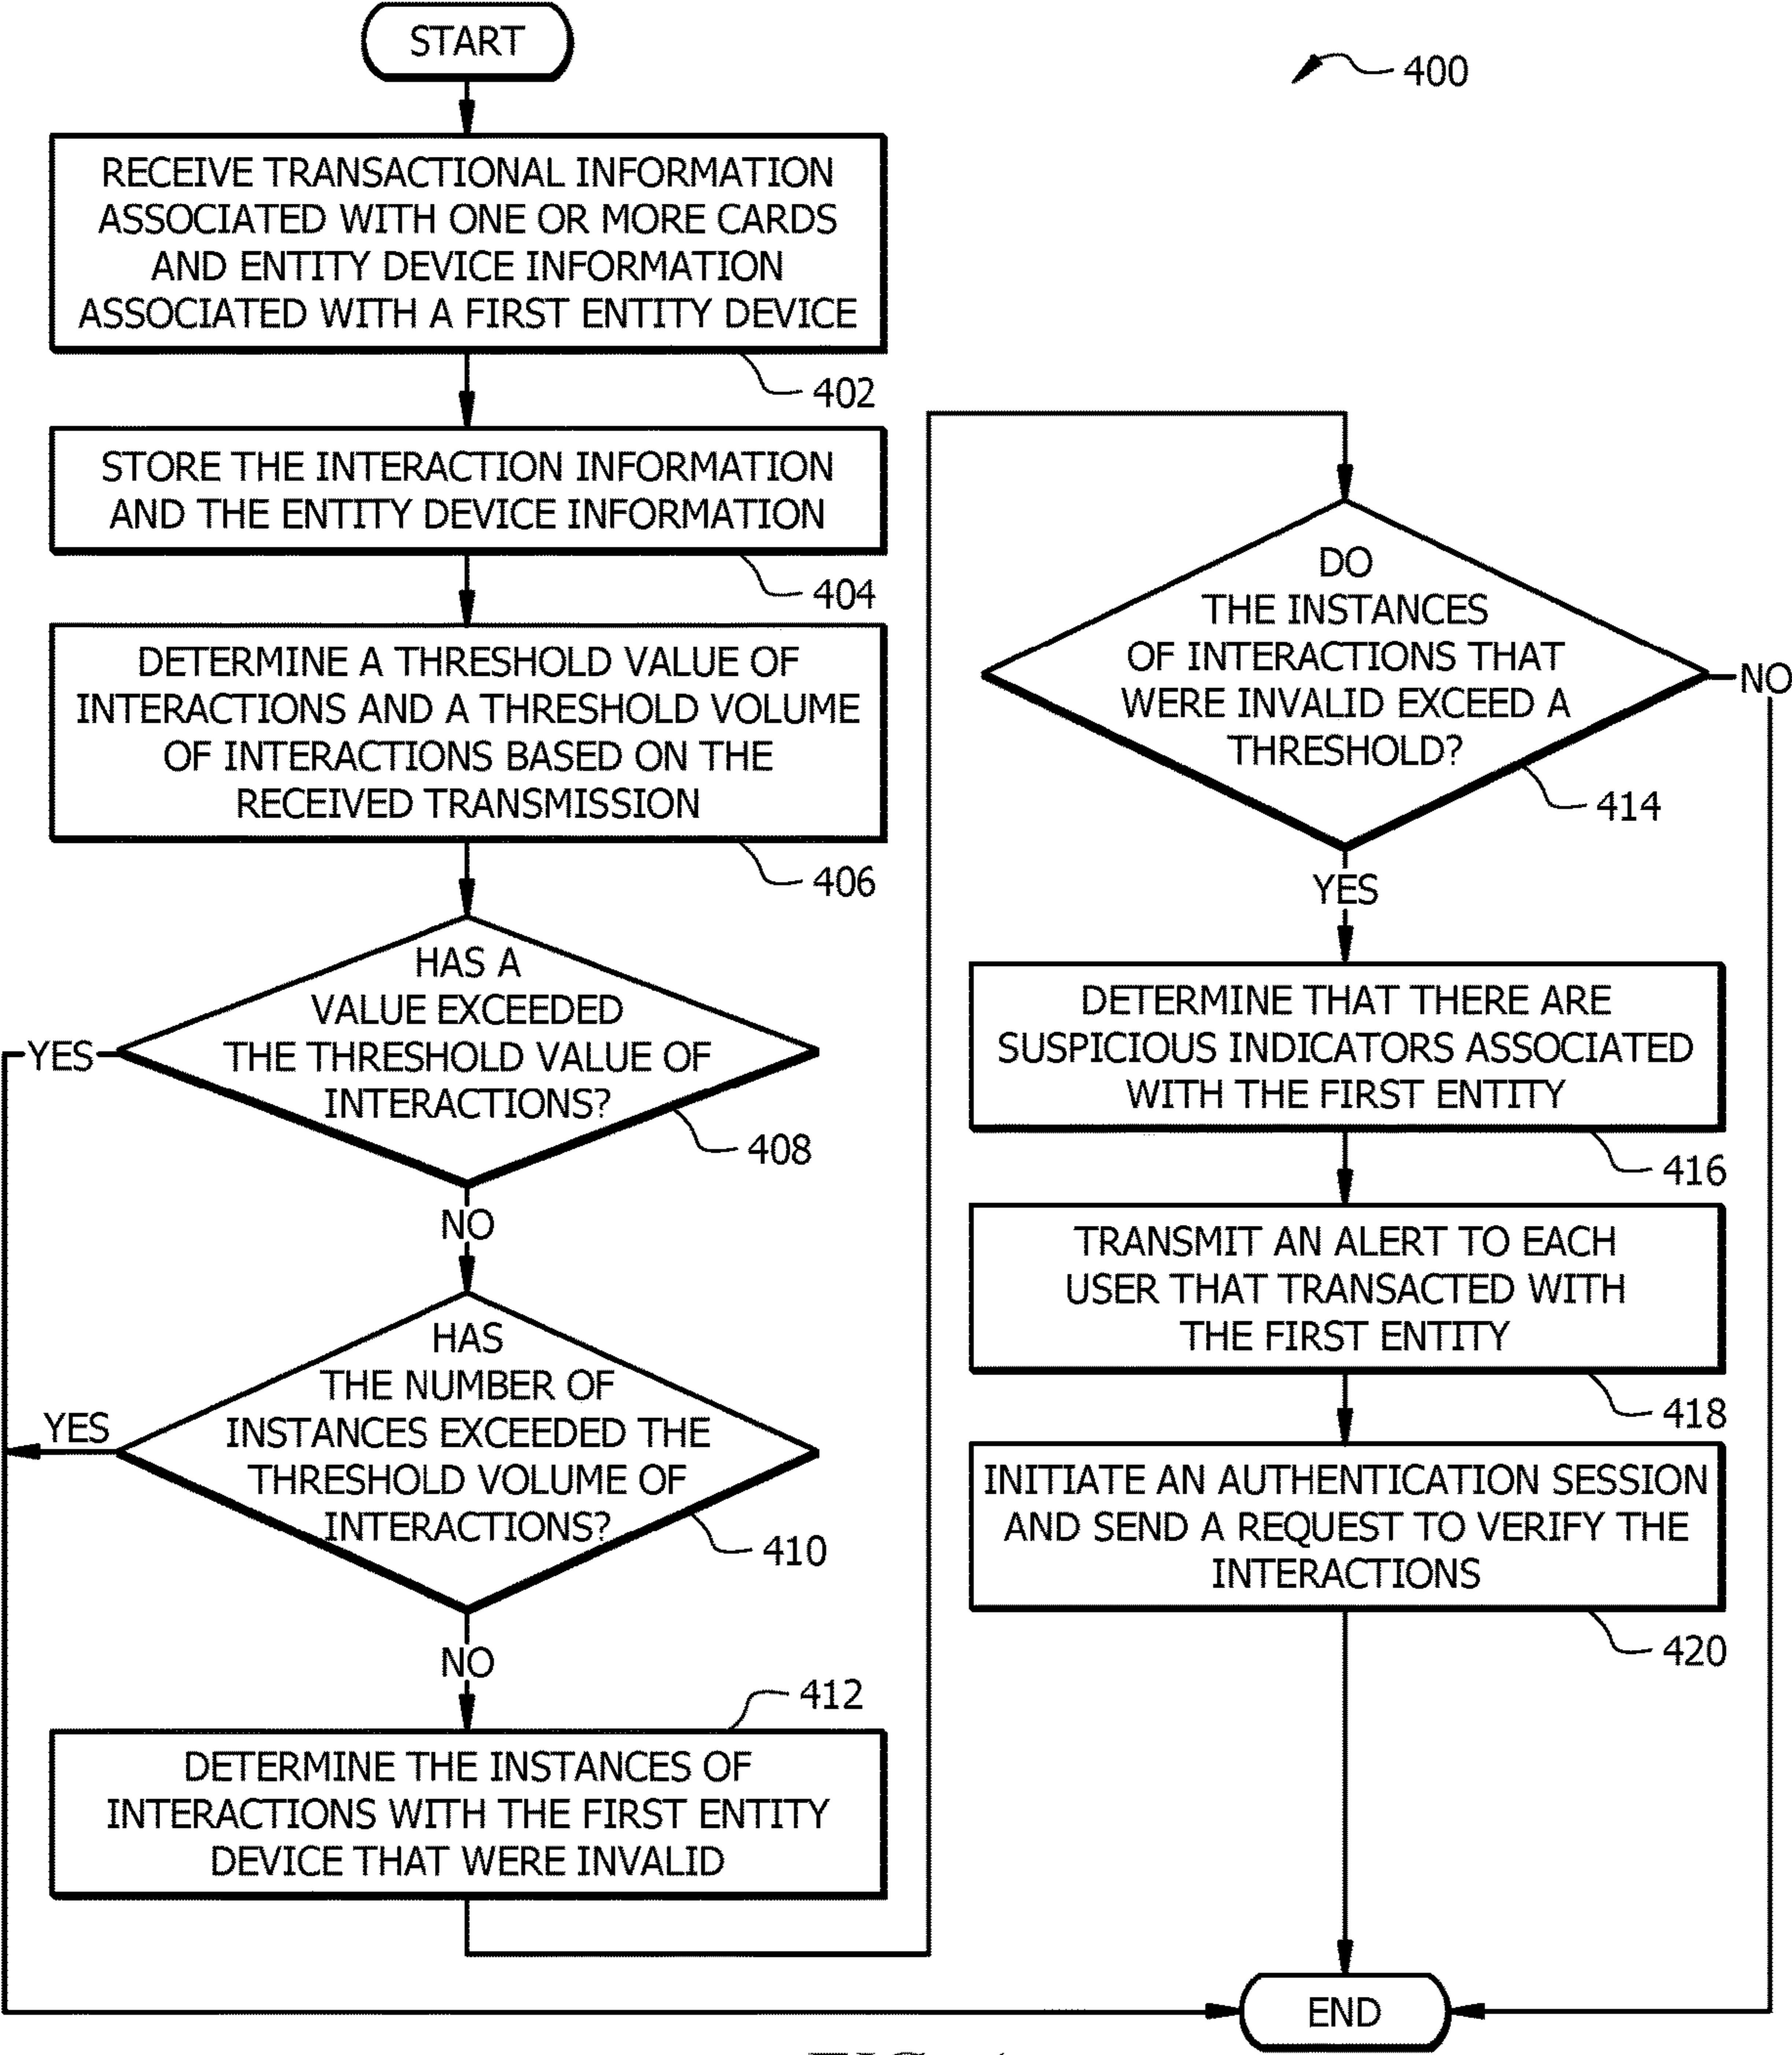 START
400
RECEIVE TRANSACTIONAL INFORMATION
ASSOCIATED WITH ONE OR MORE CARDS
AND ENTITY DEVICE INFORMATION
ASSOCIATED WITH A FIRST ENTITY DEVICE
402
STORE THE INTERACTION INFORMATION
AND THE ENTITY DEVICE INFORMATION
404
DETERMINE A THRESHOLD VALUE OF
INTERACTIONS AND A THRESHOLD VOLUME
OF INTERACTIONS BASED ON THE
RECEIVED TRANSMISSION
406
HAS A
VALUE EXCEEDED
THE THRESHOLD VALUE OF
INTERACTIONS?
YES
408
NO
HAS
THE NUMBER OF
INSTANCES EXCEEDED THE
THRESHOLD VOLUME OF
INTERACTIONS?
YES
410
NO
412
DETERMINE THE INSTANCES OF
INTERACTIONS WITH THE FIRST ENTITY
DEVICE THAT WERE INVALID
DO
THE INSTANCES
OF INTERACTIONS THAT
WERE INVALID EXCEED A
THRESHOLD?
NO
414
YES
DETERMINE THAT THERE ARE
SUSPICIOUS INDICATORS ASSOCIATED
WITH THE FIRST ENTITY
416
TRANSMIT AN ALERT TO EACH
USER THAT TRANSACTED WITH
THE FIRST ENTITY
418
INITIATE AN AUTHENTICATION SESSION
AND SEND A REQUEST TO VERIFY THE
INTERACTIONS
420
END